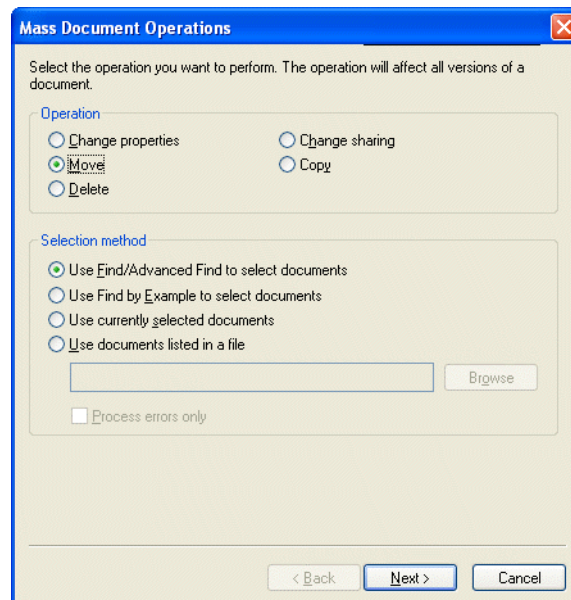 Mass Document Operations
Select the operation you want to perform. The operation will affect all versions of a
document.
Operation
Change properties
Change sharing
Move
Copy
Delete
Selection method
Use Find/Advanced Find to select documents
Use Find by Example to select documents
Use currently selected documents
Use documents listed in a file
Browse
Process errors only
< Back
Next >
Cancel